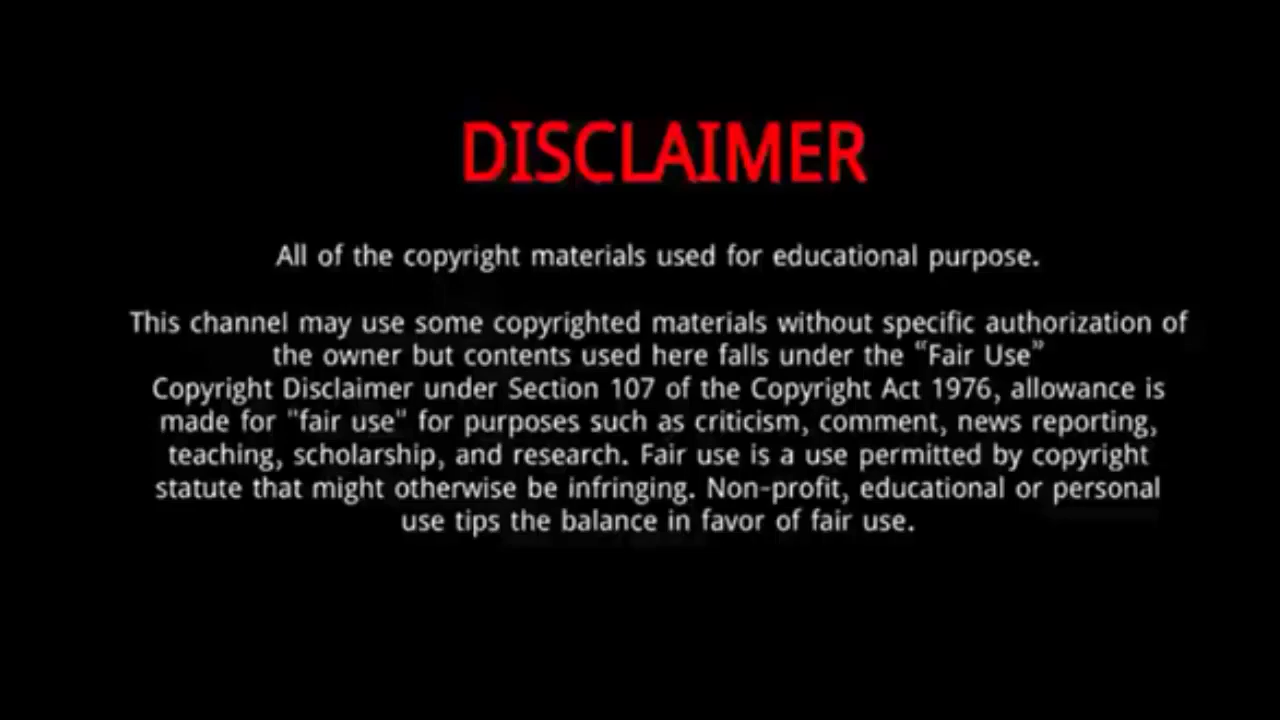 DISCLAIMER
All of the copyright materials used for educational purpose.
This channel may use some copyrighted materials without specific authorization of
the owner but contents used here falls under the “Fair Use”
Copyright Disclaimer under Section 107 of the Copyright Act 1976, allowance is
made for "fair use" for purposes such as criticism, comment, news reporting,
teaching, scholarship, and research. Fair use is a use permitted by copyright
statute that might otherwise be infringing. Non-profit, educational or personal
use tips the balance in favor of fair use.